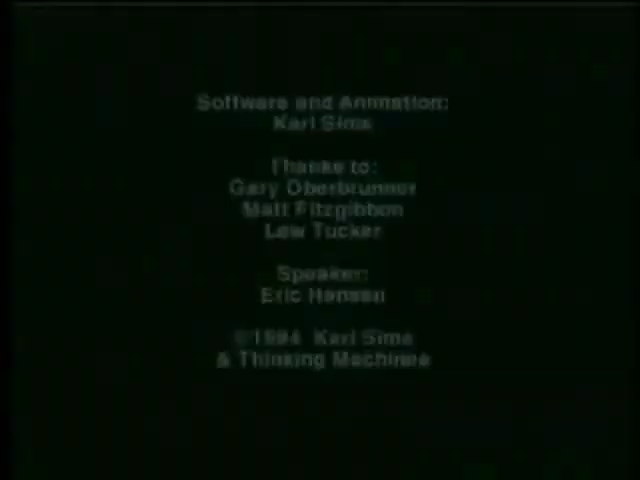 Software and Animation:
Karl Sims
Thanks to:
Gary Oberbrunner
Matt Fitzgibbon
Lew Tucker
Speaker:
Eric Hansen
©1994 Karl Sims
& Thinking Machines